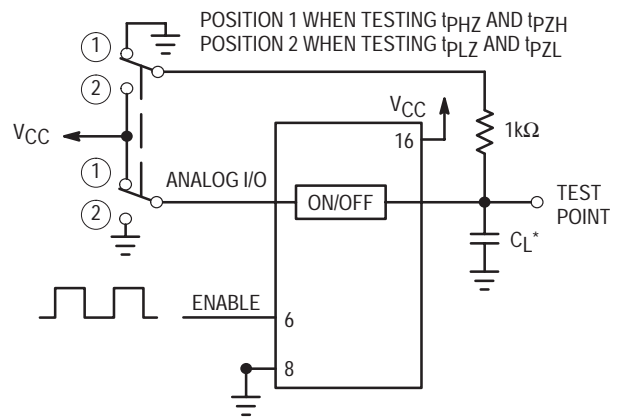 POSITION 1 WHEN TESTING tPHZ AND tPZH
POSITION 2 WHEN TESTING tPLZ AND tPZL
1
2
VCC
1
2
ANALOG I/O
VCC
16
1kΩ
ON/OFF
TEST
POINT
CL*
ENABLE
6
8